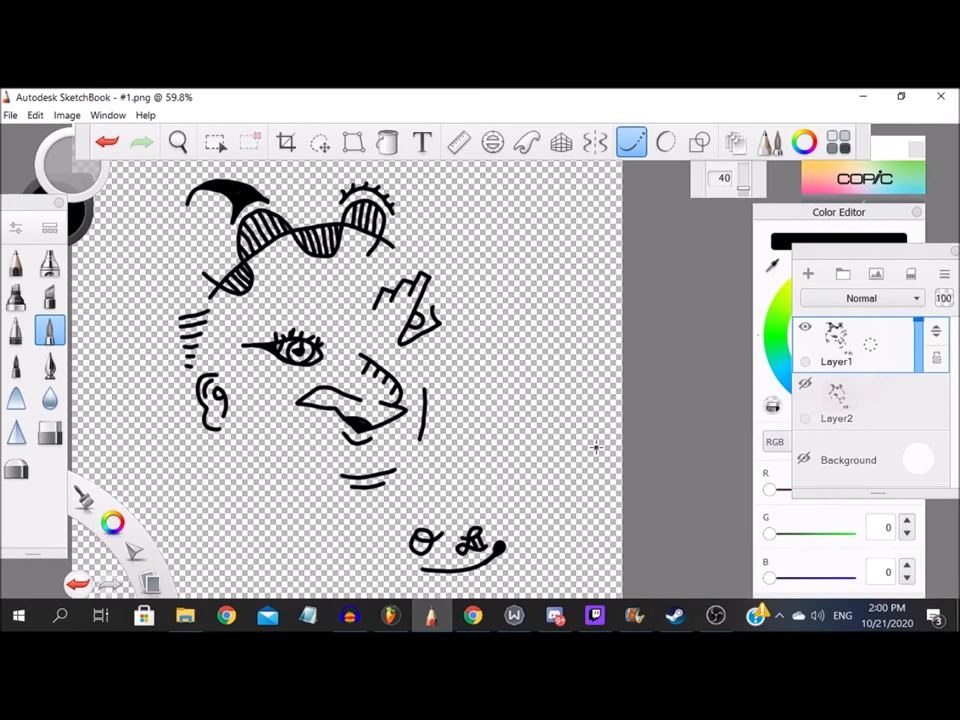 Autodesk SketchBook - #1.png @ 59.8%
File Edit Image Window Help
T
40
COPIC
Color Editor
Normal
100
Layer1
Layer2
Background
RGB
R
G
0
B
0
ENG
2:00 PM
10/21/2020
3